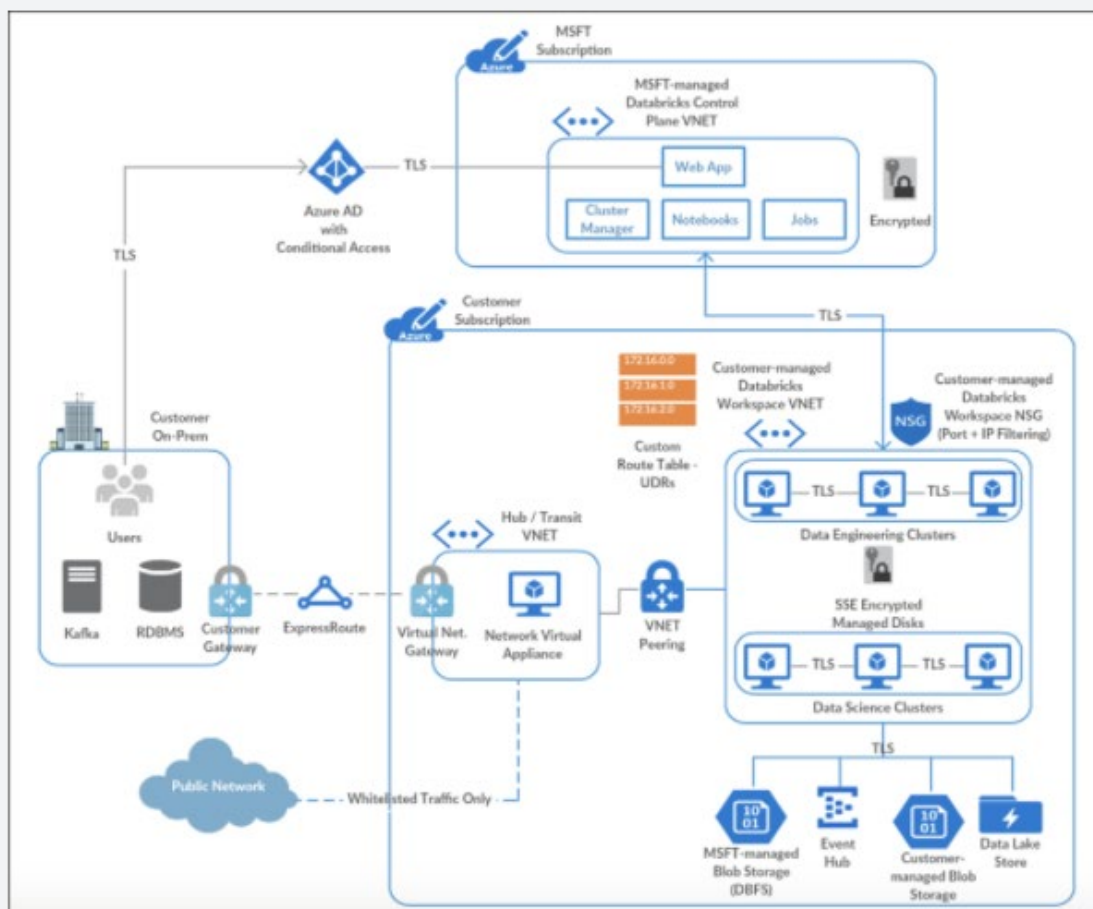 MSFT
Subscription
Azure
MSFT-managed
Databricks Control
Plane VNET
Web App
Cluster
Manager
Notebooks
Jobs
Encrypted
TLS
Azure AD
with
Conditional Access
TLS
TLS
Customer
Subscription
Azure
172.16.0.0
172.16.1.0
172.16.2.0
Custom
Route Table -
UDRs
Customer-managed
Databricks
Workspace VNET
NSG
Customer-managed
Databricks
Workspace NSG
(Port + IP Filtering)
Customer
On-Prem
Users
Kafka
RDBMS
Customer
Gateway
ExpressRoute
Hub / Transit
VNET
Virtual Net.
Gateway
Network Virtual
Appliance
VNET
Peering
TLS
TLS
Data Engineering Clusters
SSE Encrypted
Managed Disks
TLS
TLS
Data Science Clusters
TLS
Public Network
Whitelisted Traffic Only
10
01
MSFT-managed
Blob Storage
(DBFS)
Event
Hub
10
01
Customer-
managed Blob
Storage
Data Lake
Store